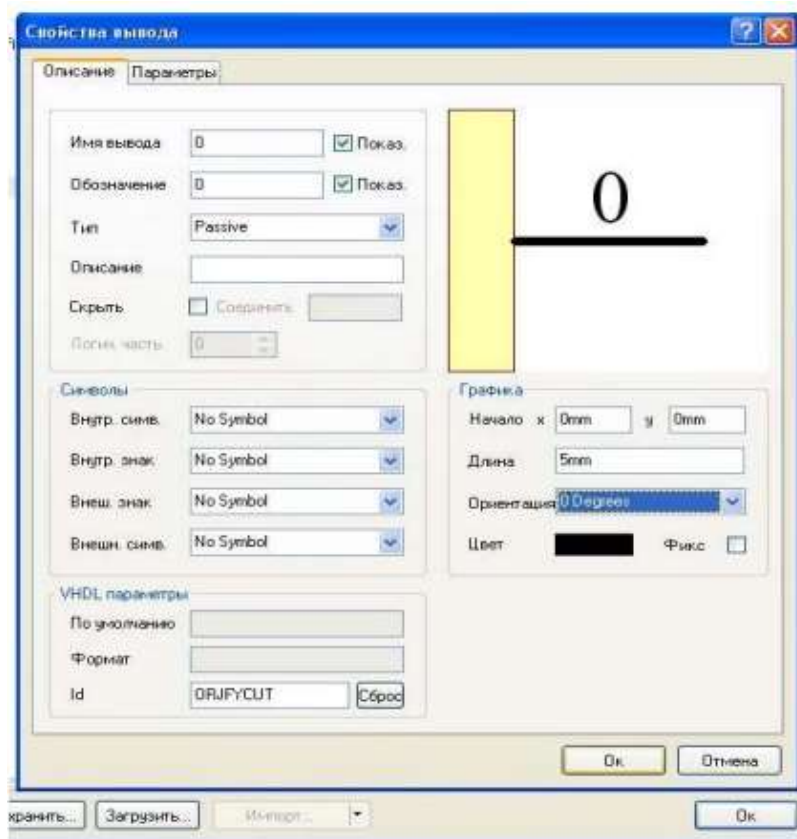 Свойства вывода
Описание Параметры
Имя вывода 0 Показ.
Обозначение 0 Показ.
Тип Passive
Описание
Скрыть Соединить
Логич. часть 0
0
Символы
Внутр. симв. No Symbol
Внутр. знак No Symbol
Внеш. знак No Symbol
Внешн. симв. No Symbol
Графика
Начало x 0mm y 0mm
Длина 5mm
Ориентация 0 Degrees
Цвет Фикс
VHDL параметры
По умолчанию
Формат
Id ORJFYCUT Сброс
Ок Отмена
хранить... Загрузить... Импорт... Ок